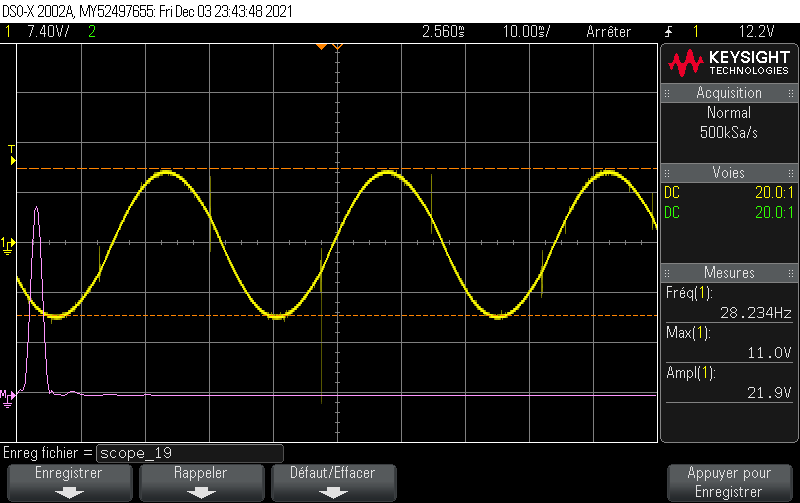 DSO-X 2002A, MY52497655: Fri Dec 03 23:43:48 2021
1 7.40V/ 2 2.560s 10.00s/ Arrêter 1 12.2V
KEYSIGHT
TECHNOLOGIES
Acquisition
Normal
500kSa/s
Voies
DC 20.0:1
DC 20.0:1
Mesures
Fréq(1):
28.234Hz
Max(1):
11.0V
Ampl(1):
21.9V
T
1
M
Enreg fichier = scope_19
Enregistrer
Rappeler
Défaut/Effacer
Appuyer pour
Enregistrer